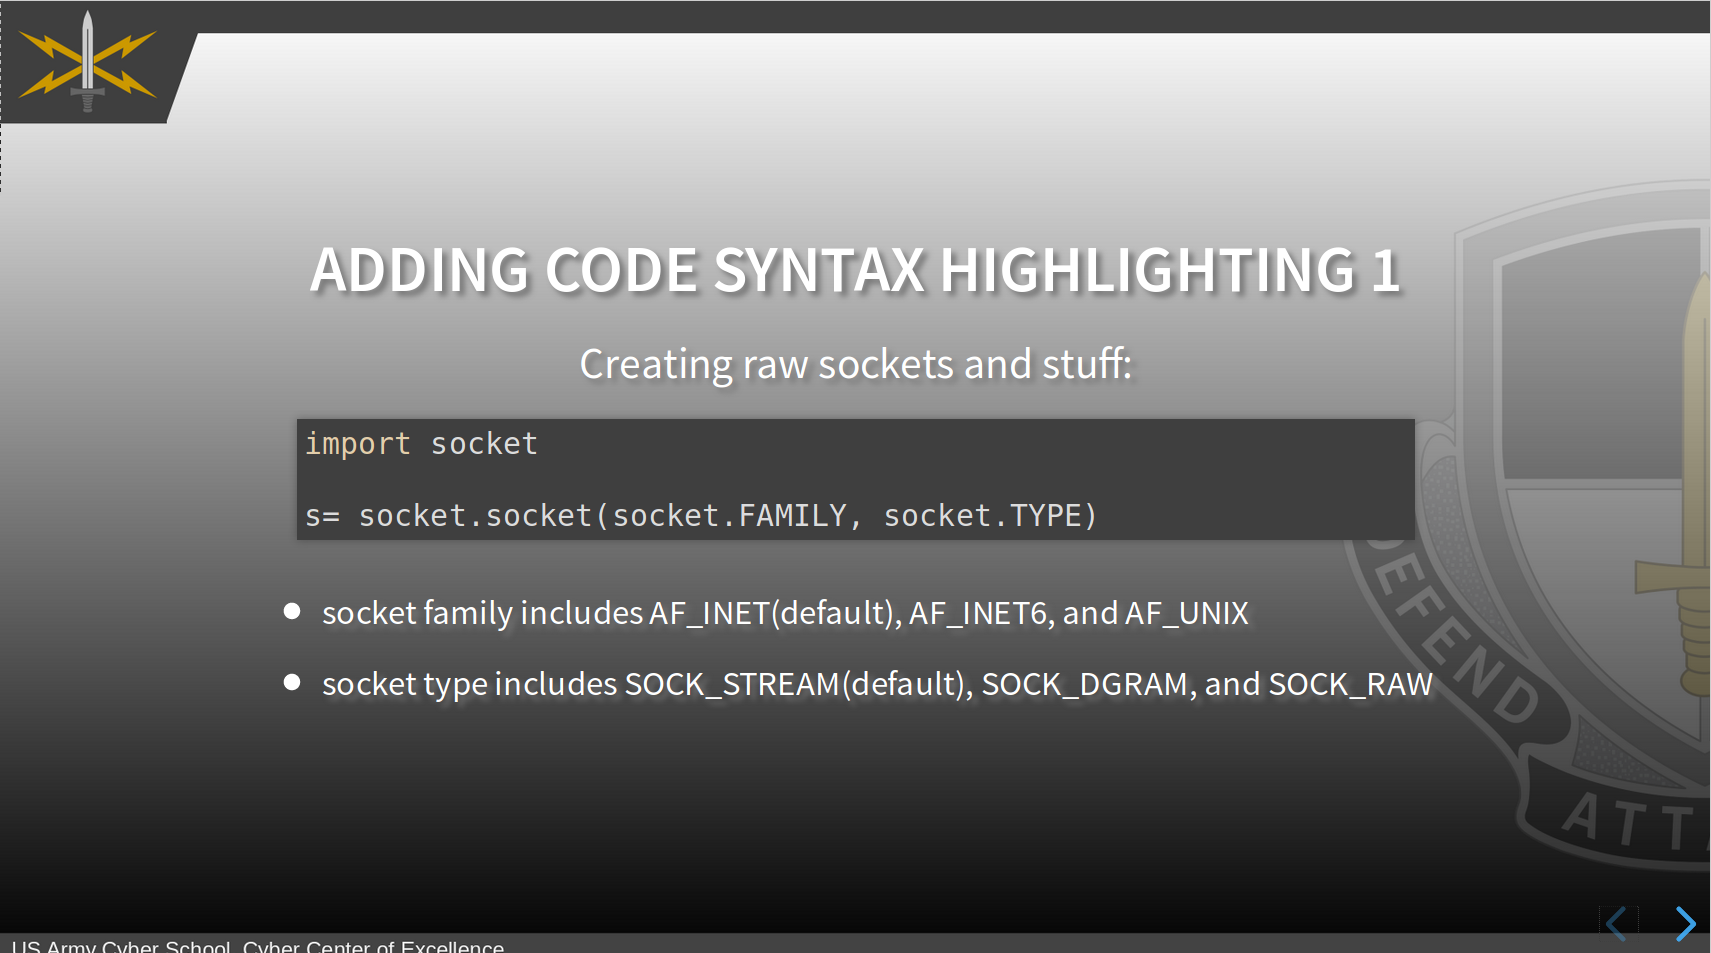 ADDING CODE SYNTAX HIGHLIGHTING 1
Creating raw sockets and stuff:
import socket
s= socket.socket(socket.FAMILY, socket.TYPE)
socket family includes AF_INET(default), AF_INET6, and AF_UNIX
socket type includes SOCK_STREAM(default), SOCK_DGRAM, and SOCK_RAW
DEFEND
US Army Cyber School, Cyber Center of Excellence